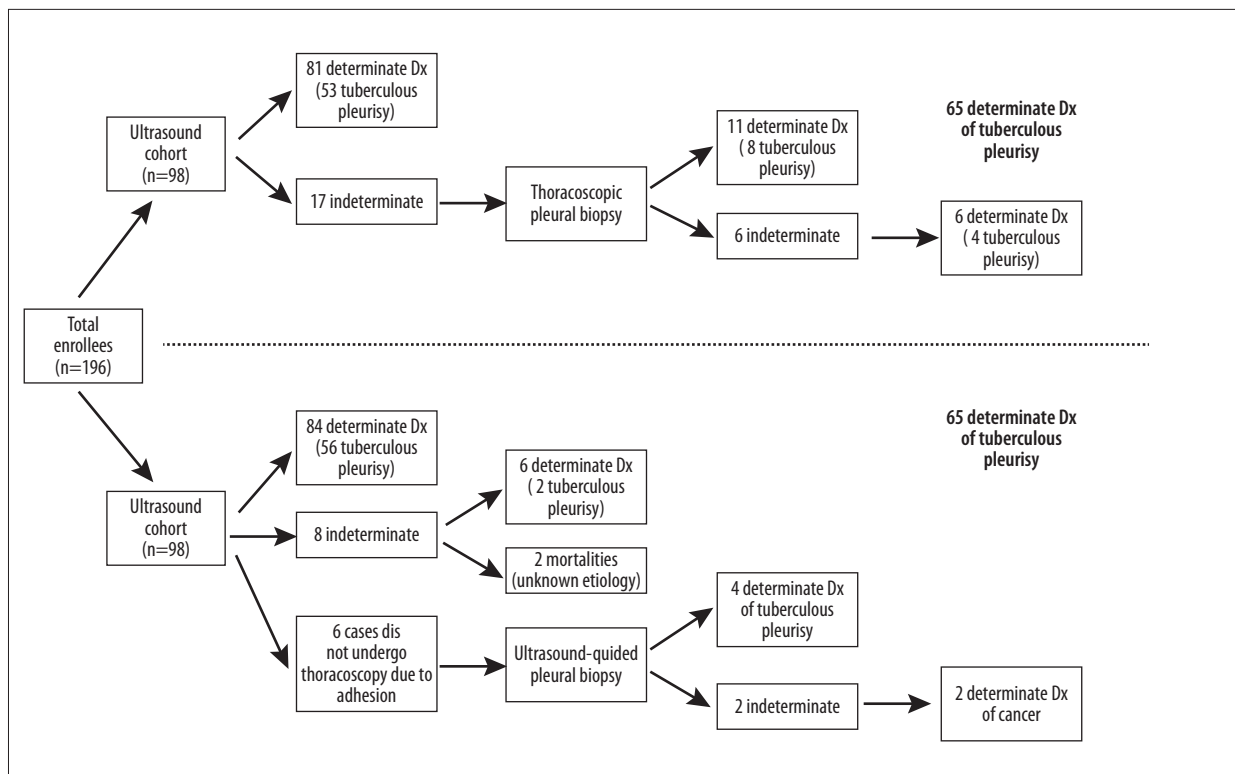 Total
enrollees
(n=196)
Ultrasound
cohort
(n=98)
81 determinate Dx
(53 tuberculous
pleurisy)
17 indeterminate
Thoracoscopic
pleural biopsy
11 determinate Dx
( 8 tuberculous
pleurisy)
6 indeterminate
6 determinate Dx
( 4 tuberculous
pleurisy)
65 determinate Dx
of tuberculous
pleurisy
Ultrasound
cohort
(n=98)
84 determinate Dx
(56 tuberculous
pleurisy)
8 indeterminate
6 determinate Dx
( 2 tuberculous
pleurisy)
2 mortalities
(unknown etiology)
6 cases dis
not undergo
thoracoscopy due to
adhesion
Ultrasound-quided
pleural biopsy
4 determinate Dx
of tuberculous
pleurisy
2 indeterminate
2 determinate Dx
of cancer
65 determinate Dx
of tuberculous
pleurisy